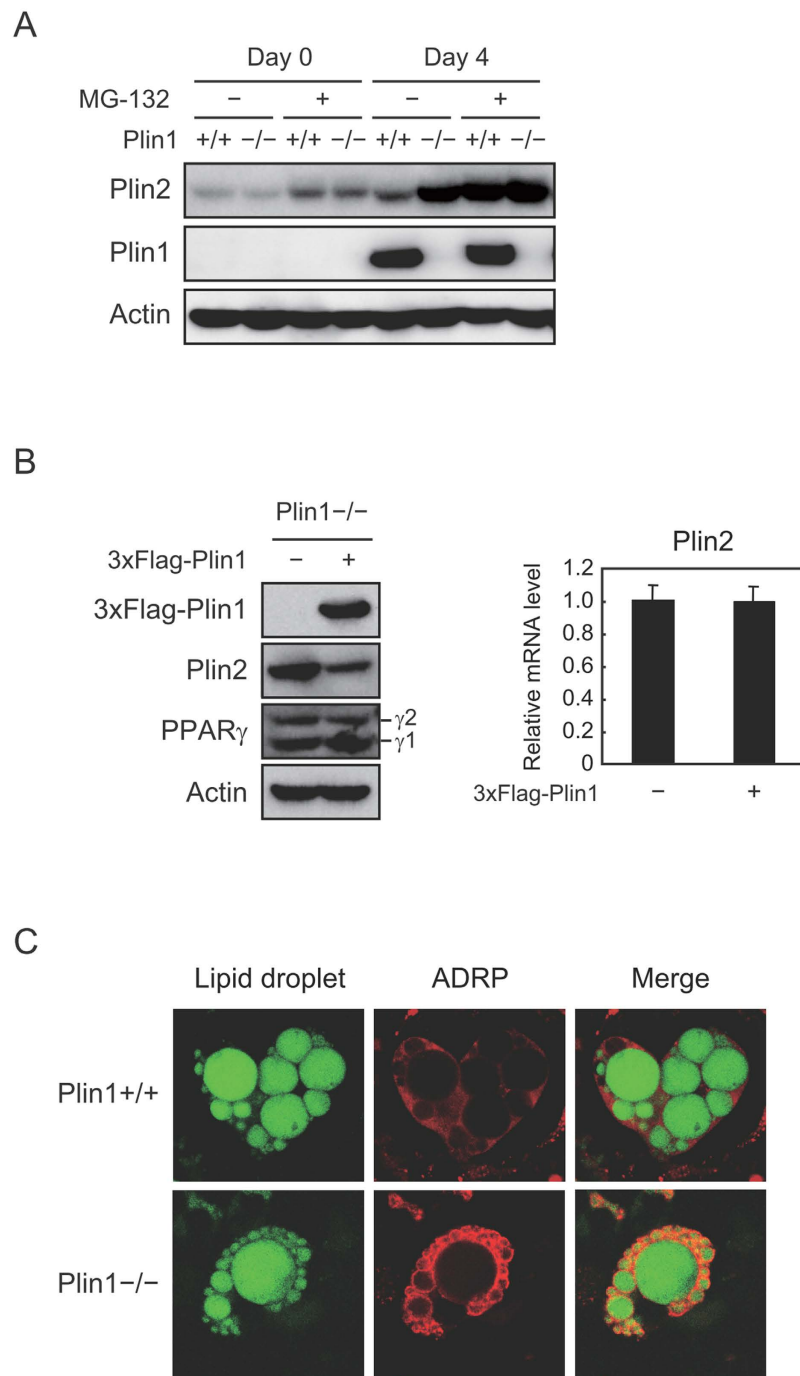 A
Day 0 Day 4
MG-132 − + − +
Plin1 +/+ −/− +/+ −/− +/+ −/− +/+ −/−
Plin2
Plin1
Actin
B
Plin1−/−
3xFlag-Plin1 − +
3xFlag-Plin1
Plin2
PPARγ γ2
γ1
Actin
Plin2
Relative mRNA level
1.2
1.0
0.8
0.6
0.4
0.2
0
3xFlag-Plin1 − +
C
Lipid droplet ADRP Merge
Plin1+/+
Plin1−/−